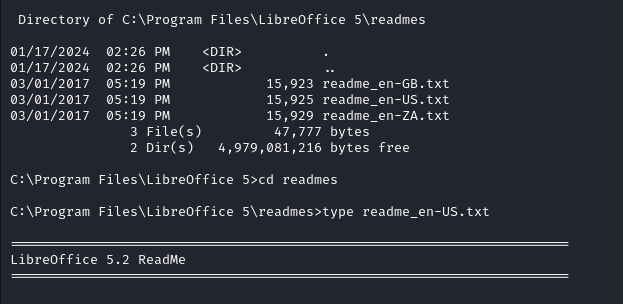 Directory of C:\Program Files\LibreOffice 5\readmes
01/17/2024  02:26 PM    <DIR>          .
01/17/2024  02:26 PM    <DIR>          ..
03/01/2017  05:19 PM            15,923 readme_en-GB.txt
03/01/2017  05:19 PM            15,925 readme_en-US.txt
03/01/2017  05:19 PM            15,929 readme_en-ZA.txt
               3 File(s)         47,777 bytes
               2 Dir(s)   4,979,081,216 bytes free
C:\Program Files\LibreOffice 5>cd readmes
C:\Program Files\LibreOffice 5\readmes>type readme_en-US.txt
======================================================================
LibreOffice 5.2 ReadMe
======================================================================